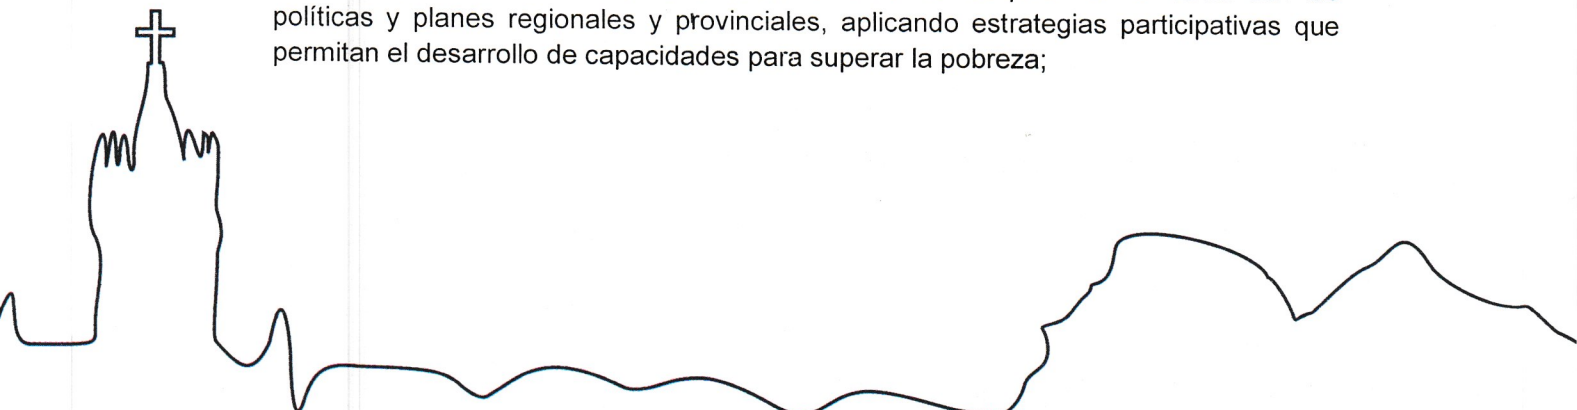 políticas y planes regionales y provinciales, aplicando estrategias participativas que
permitan el desarrollo de capacidades para superar la pobreza;